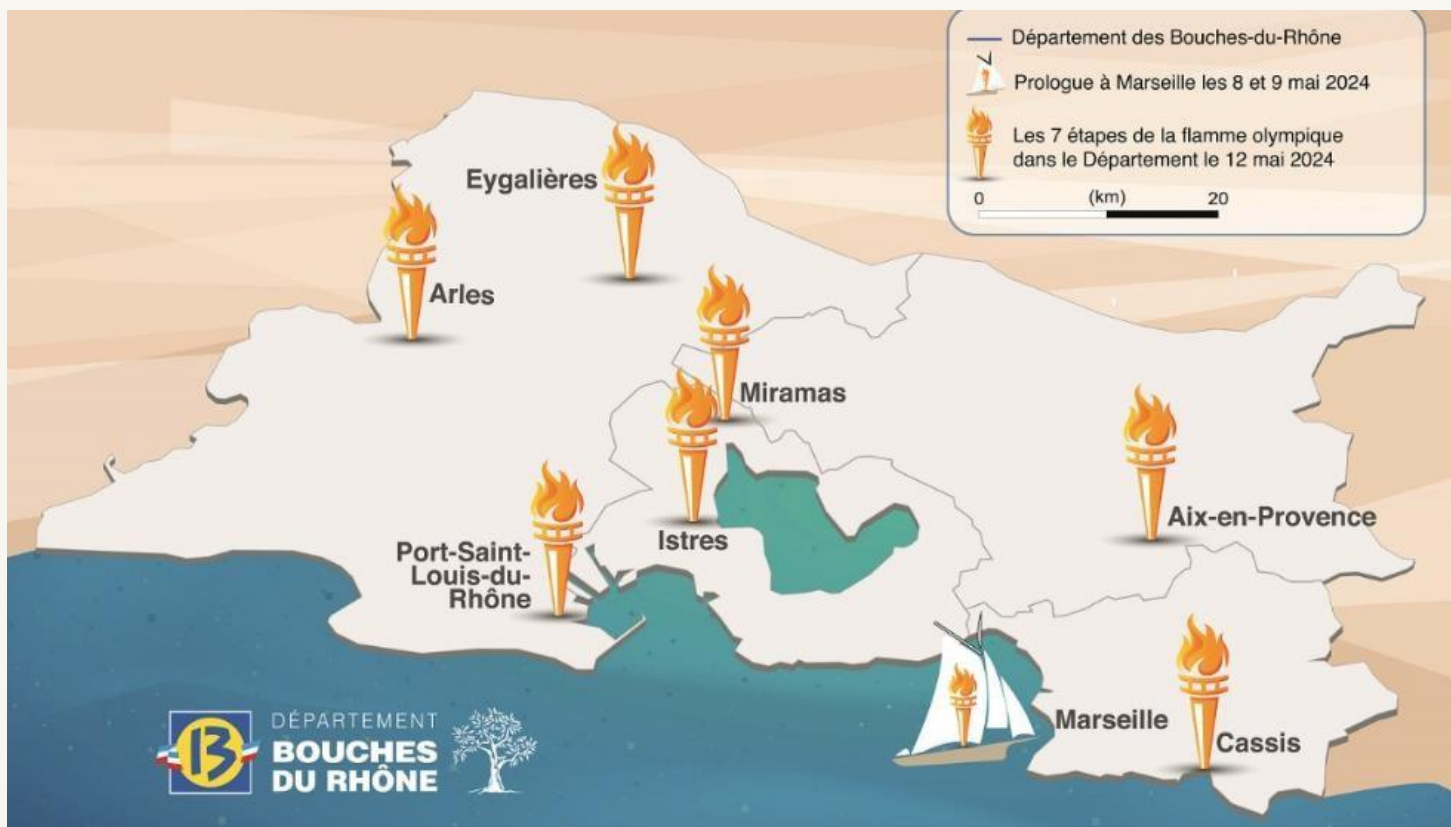 Département des Bouches-du-Rhône
Prologue à Marseille les 8 et 9 mai 2024
Les 7 étapes de la flamme olympique
dans le Département le 12 mai 2024
0 (km) 20
Eygalières
Arles
Miramas
Istres
Port-Saint-
Louis-du-
Rhône
Aix-en-Provence
Marseille
Cassis
13
DÉPARTEMENT
BOUCHES
DU RHÔNE